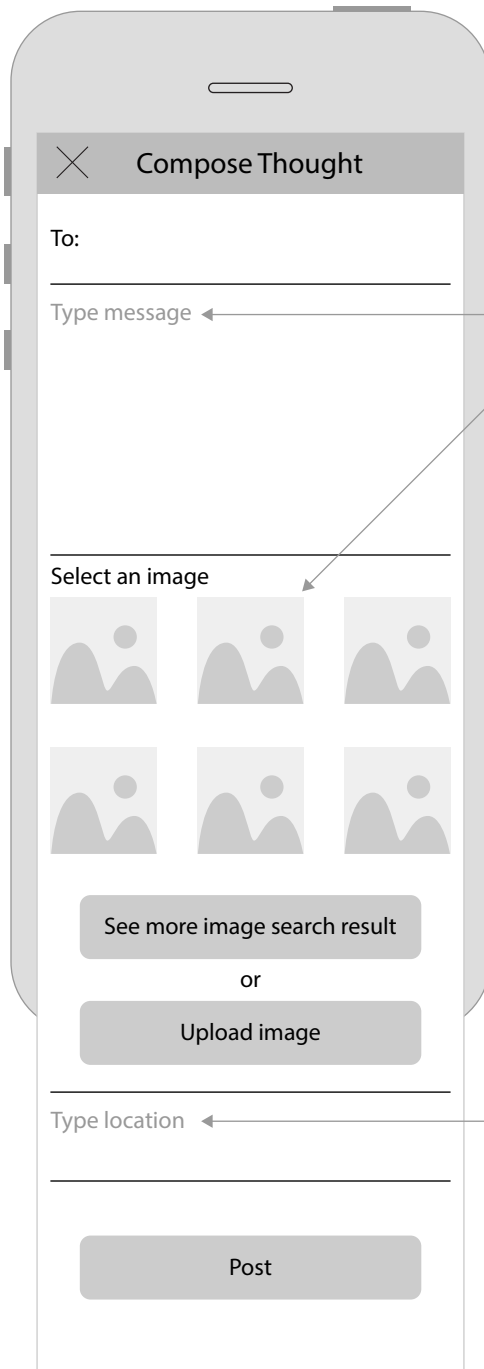 Compose Thought
To:
Type message
Select an image
See more image search result
or
Upload image
Type location
Post